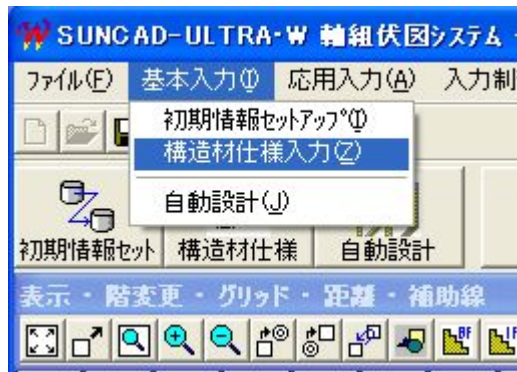 SUNCAD-ULTRA・W 軸組伏図システム
ファイル(F) 基本入力(I) 応用入力(A) 入力制
初期情報セットアップ(I)
構造材仕様入力(Z)
自動設計(J)
初期情報セット 構造材仕様 自動設計
表示・階変更・グリッド・距離・補助線
BF 1F